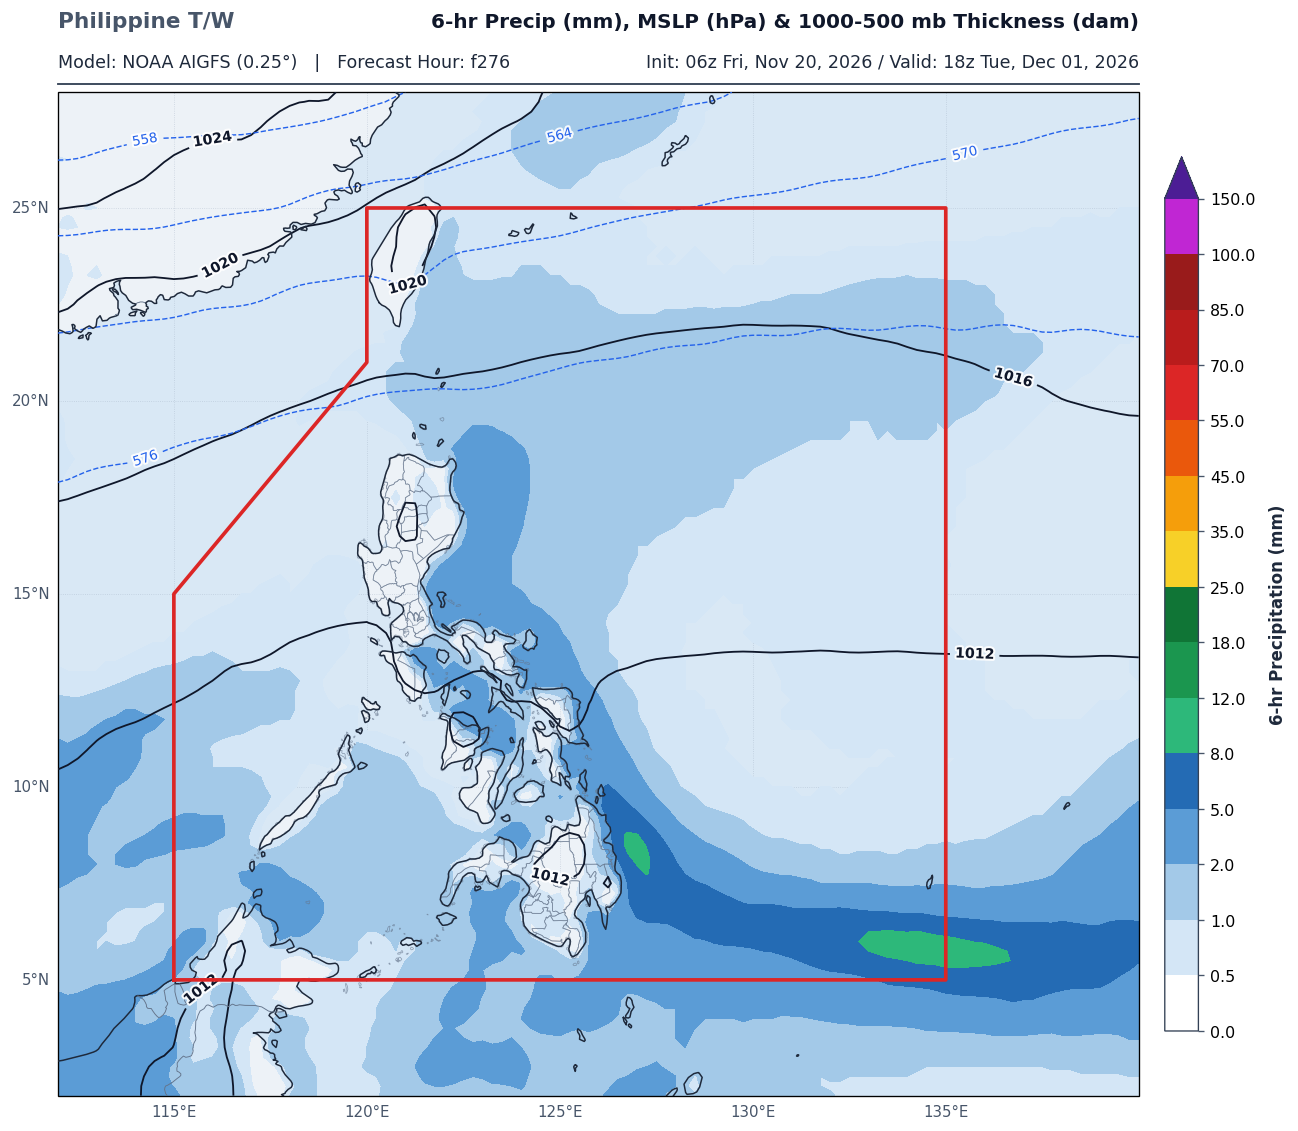 Philippine T/W
6-hr Precip (mm), MSLP (hPa) & 1000-500 mb Thickness (dam)
Model: NOAA AIGFS (0.25°) | Forecast Hour: f276
Init: 06z Fri, Nov 20, 2026 / Valid: 18z Tue, Dec 01, 2026
558
1024
564
570
25°N
1020
1020
1016
20°N
576
15°N
1012
10°N
1012
1012
5°N
115°E
120°E
125°E
130°E
135°E
150.0
100.0
85.0
70.0
55.0
45.0
35.0
25.0
18.0
12.0
8.0
5.0
2.0
1.0
0.5
0.0
6-hr Precipitation (mm)